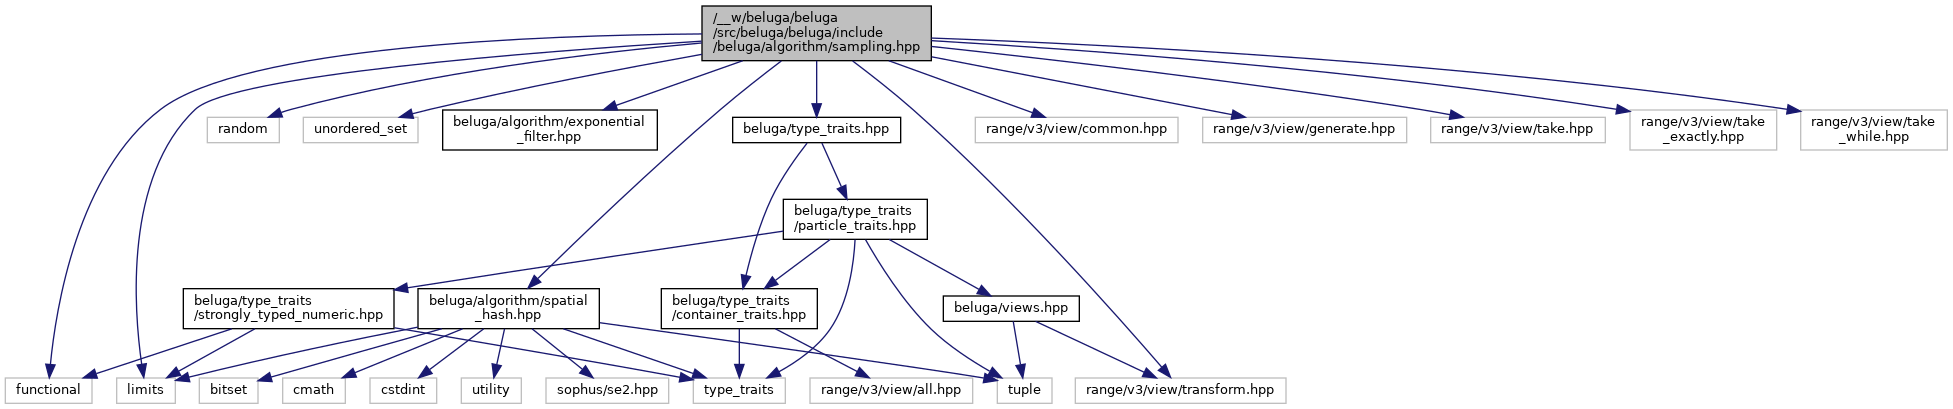 /__w/beluga/beluga
/src/beluga/beluga/include
/beluga/algorithm/sampling.hpp
random
unordered_set
beluga/algorithm/exponential
_filter.hpp
beluga/type_traits.hpp
range/v3/view/common.hpp
range/v3/view/generate.hpp
range/v3/view/take.hpp
range/v3/view/take
_exactly.hpp
range/v3/view/take
_while.hpp
beluga/type_traits
/particle_traits.hpp
beluga/type_traits
/strongly_typed_numeric.hpp
beluga/algorithm/spatial
_hash.hpp
beluga/type_traits
/container_traits.hpp
beluga/views.hpp
functional
limits
bitset
cmath
cstdint
utility
sophus/se2.hpp
type_traits
range/v3/view/all.hpp
tuple
range/v3/view/transform.hpp